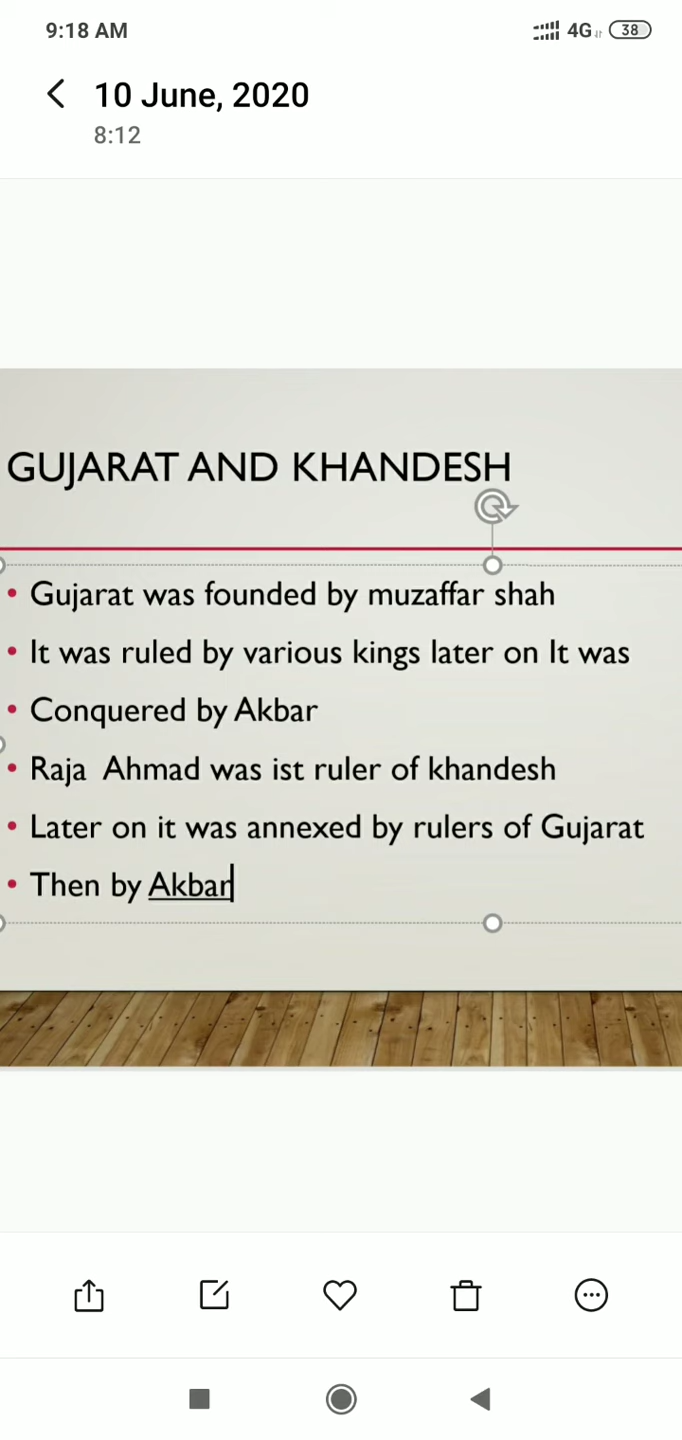 9:18 AM 4G 38
10 June, 2020
8:12
GUJARAT AND KHANDESH
• Gujarat was founded by muzaffar shah
• It was ruled by various kings later on It was
• Conquered by Akbar
• Raja Ahmad was ist ruler of khandesh
• Later on it was annexed by rulers of Gujarat
• Then by Akbar